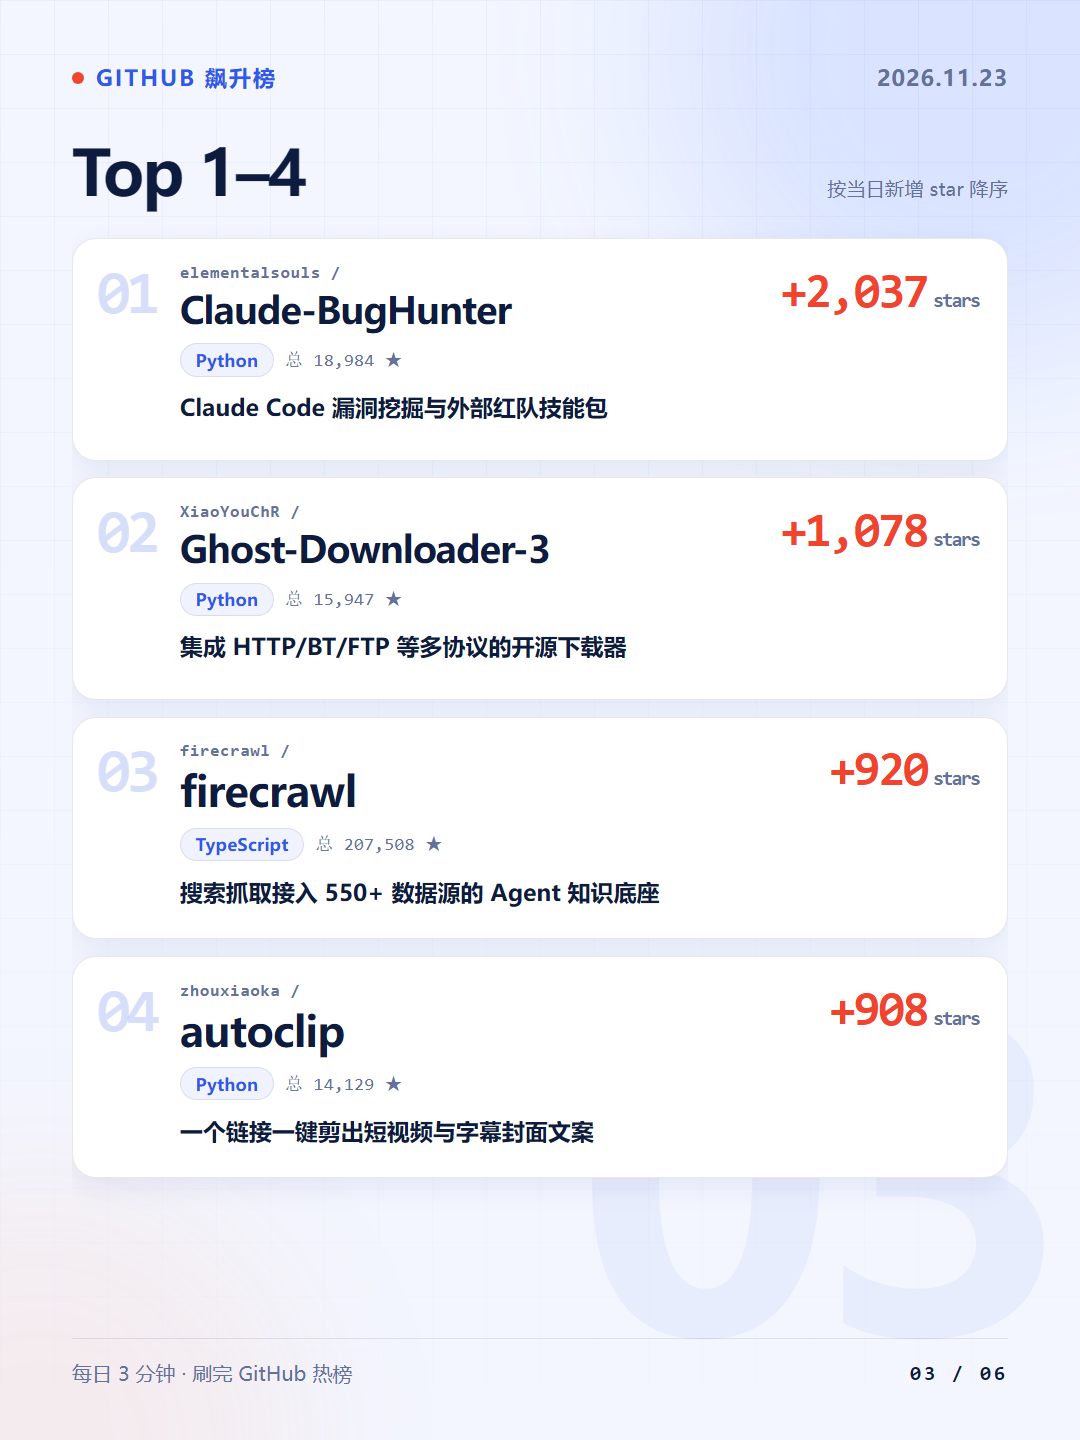 GITHUB 飙升榜
2026.11.23
Top 1–4
按当日新增 star 降序
01
elementalsouls /
Claude-BugHunter
+2,037 stars
Python 总 18,984 ★
Claude Code 漏洞挖掘与外部红队技能包
02
XiaoYouChR /
Ghost-Downloader-3
+1,078 stars
Python 总 15,947 ★
集成 HTTP/BT/FTP 等多协议的开源下载器
03
firecrawl /
firecrawl
+920 stars
TypeScript 总 207,508 ★
搜索抓取接入 550+ 数据源的 Agent 知识底座
04
zhouxiaoka /
autoclip
+908 stars
Python 总 14,129 ★
一个链接一键剪出短视频与字幕封面文案
03
每日 3 分钟 · 刷完 GitHub 热榜
03 / 06